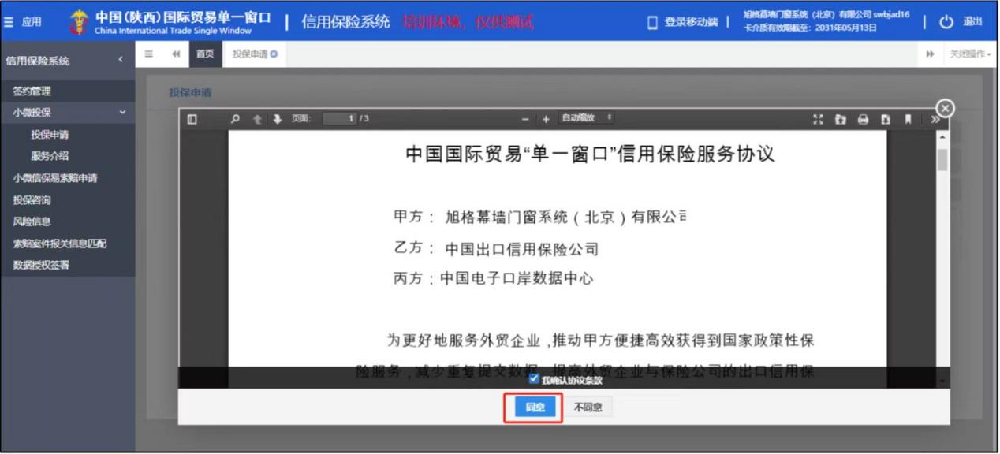 应用
中国(陕西)国际贸易单一窗口
China International Trade Single Window
信用保险系统
培训环境，仅供测试
登录移动端
旭格幕墙门窗系统（北京）有限公司 swbjad16
卡介质有效期截至：2031年05月13日
退出
信用保险系统
首页
投保申请
关闭操作
签约管理
小微投保
投保申请
服务介绍
小微信保易索赔申请
投保咨询
风险信息
索赔案件报关信息匹配
数据授权签署
投保申请
页面: 1 / 3
自动缩放
中国国际贸易“单一窗口”信用保险服务协议
甲方：旭格幕墙门窗系统（北京）有限公司
乙方：中国出口信用保险公司
丙方：中国电子口岸数据中心
为更好地服务外贸企业，推动甲方便捷高效获得到国家政策性保
险服务，减少重复提交数据，提高外贸企业与保险公司的出口信用保
我确认协议条款
同意
不同意